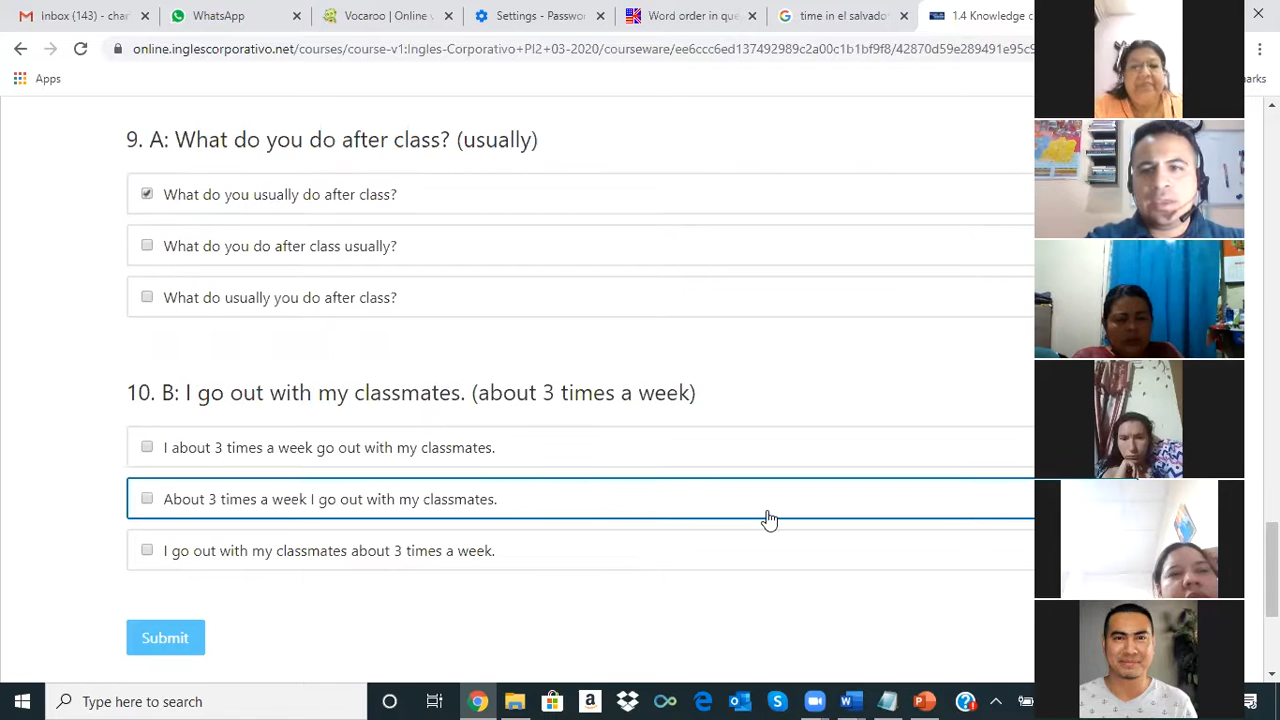 Inbox (143) - char
WhatsApp
Vocaroo | Online
Settings - Passwor
Word order in que
time in el salvador
1.4 Knowledge c
online.inglescorporativo.net/courses/course-v1:Ingles-Corporativo+PI2+03-2020/courseware/
Apps
9. A: What do you do after class? (usually)
What do you usually do after class?
What do you do after class usually?
What do usually you do after class?
10. B: I go out with my classmates. (about 3 times a week)
I about 3 times a week go out with my classmates.
About 3 times a week I go out with my classmates.
I go out with my classmates about 3 times a week.
Submit
Type here to search